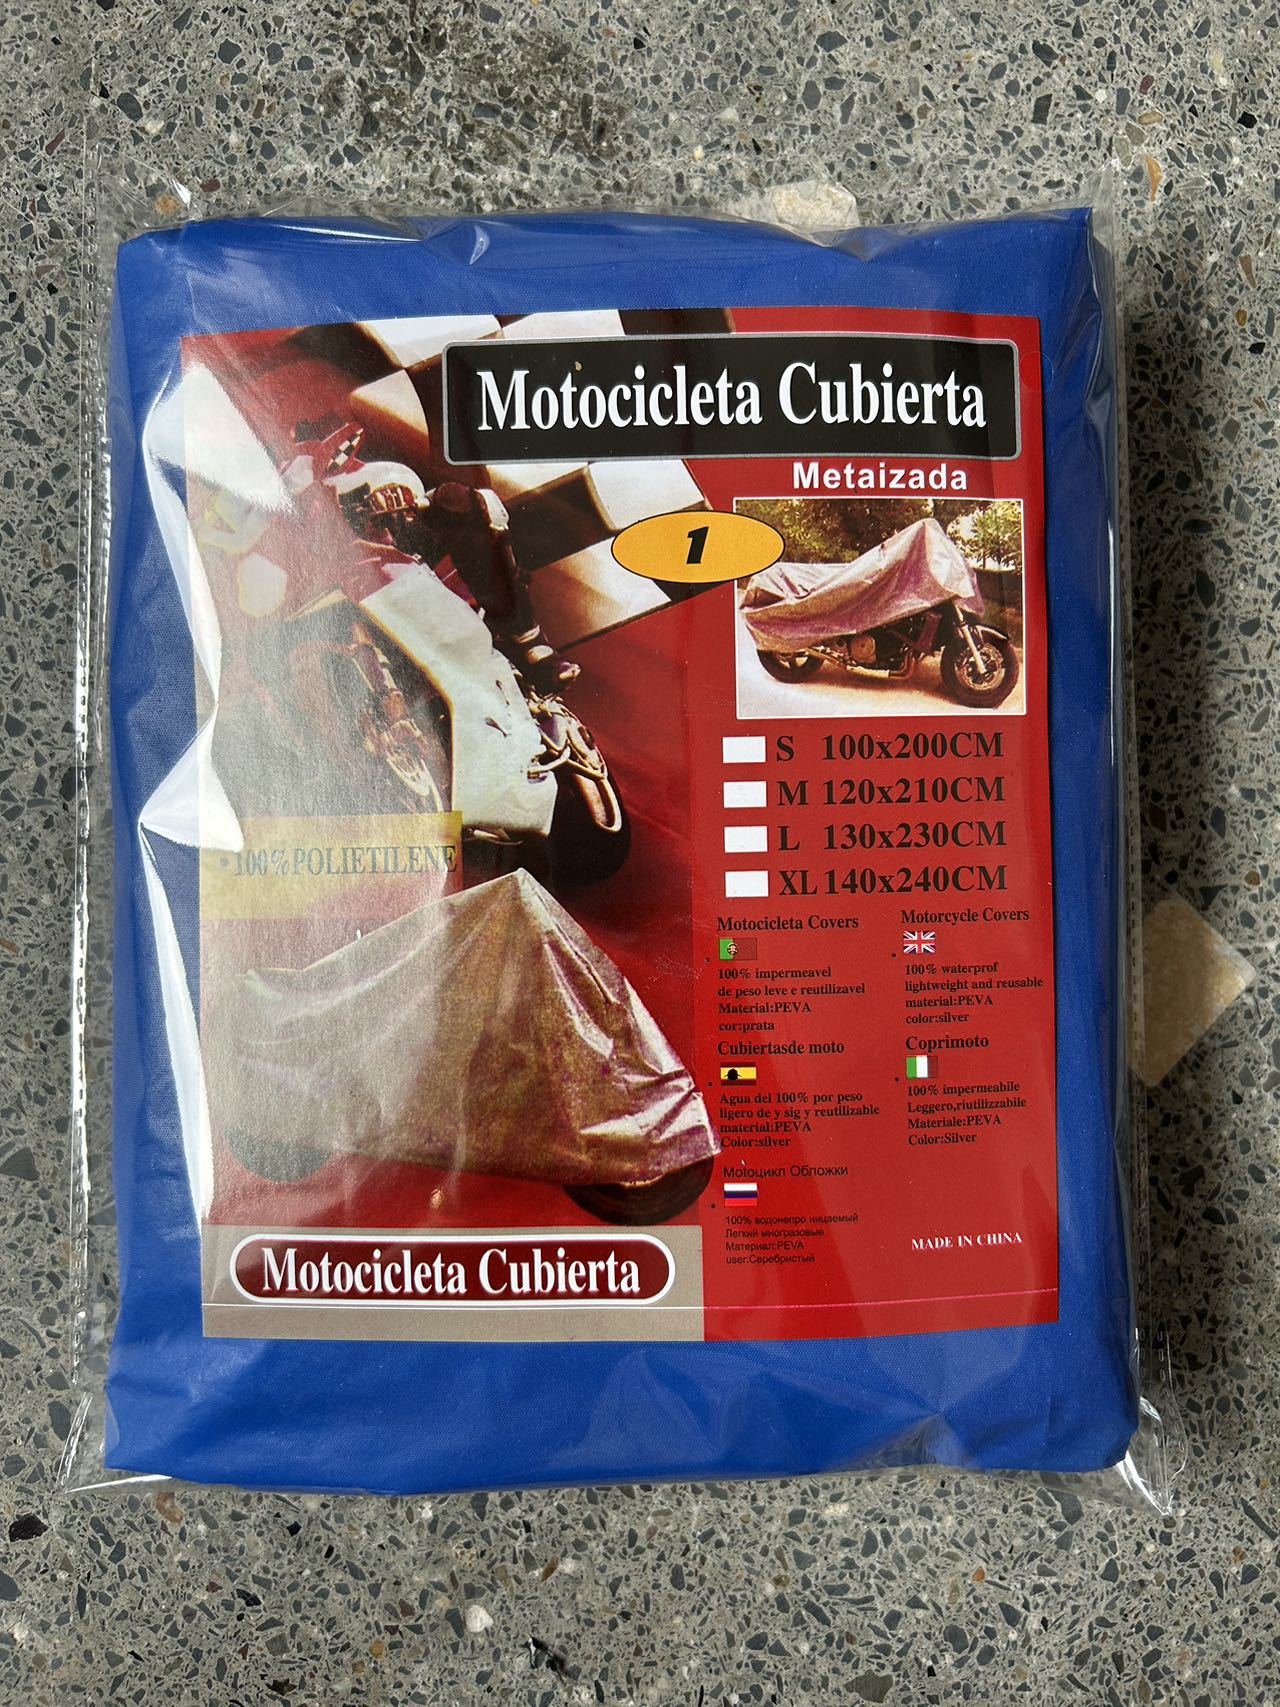 Motocicleta Cubierta
Metaizada
1
S 100x200CM
M 120x210CM
L 130x230CM
XL 140x240CM
• 100%POLIETILENE
Motocicleta Covers
100% impermeavel
de peso leve e reutilizavel
Material:PEVA
cor:prata
Motorcycle Covers
100% waterprof
lightweight and reusable
material:PEVA
color:silver
Cubiertasde moto
Agua del 100% por peso
ligero de y sig y reutilizable
material:PEVA
Color:silver
Coprimoto
100% impermeabile
Leggero,riutilizzabile
Materiale:PEVA
Color:Silver
Мотоцикл Обложки
100% водонепро ницаемый
Легкий многразовые
Материал:PEVA
user:Серебристый
MADE IN CHINA
Motocicleta Cubierta